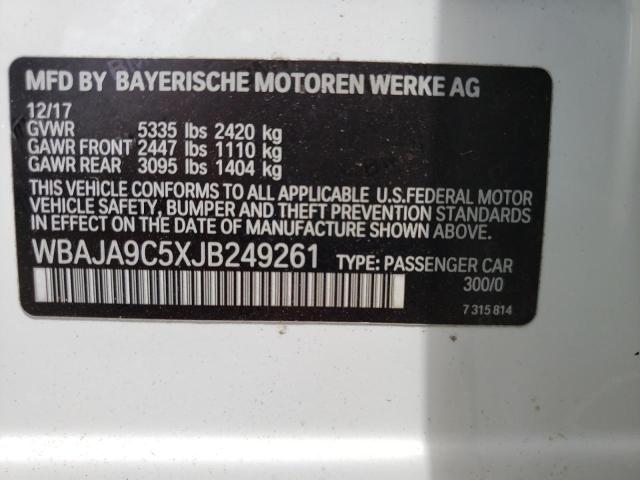 MFD BY BAYERISCHE MOTOREN WERKE AG
12/17
GVWR 5335 lbs 2420 kg
GAWR FRONT 2447 lbs 1110 kg
GAWR REAR 3095 lbs 1404 kg
THIS VEHICLE CONFORMS TO ALL APPLICABLE U.S.FEDERAL MOTOR
VEHICLE SAFETY, BUMPER AND THEFT PREVENTION STANDARDS
IN EFFECT ON THE DATE OF MANUFACTURE SHOWN ABOVE.
WBAJA9C5XJB249261 TYPE: PASSENGER CAR
300/0
7 315 814